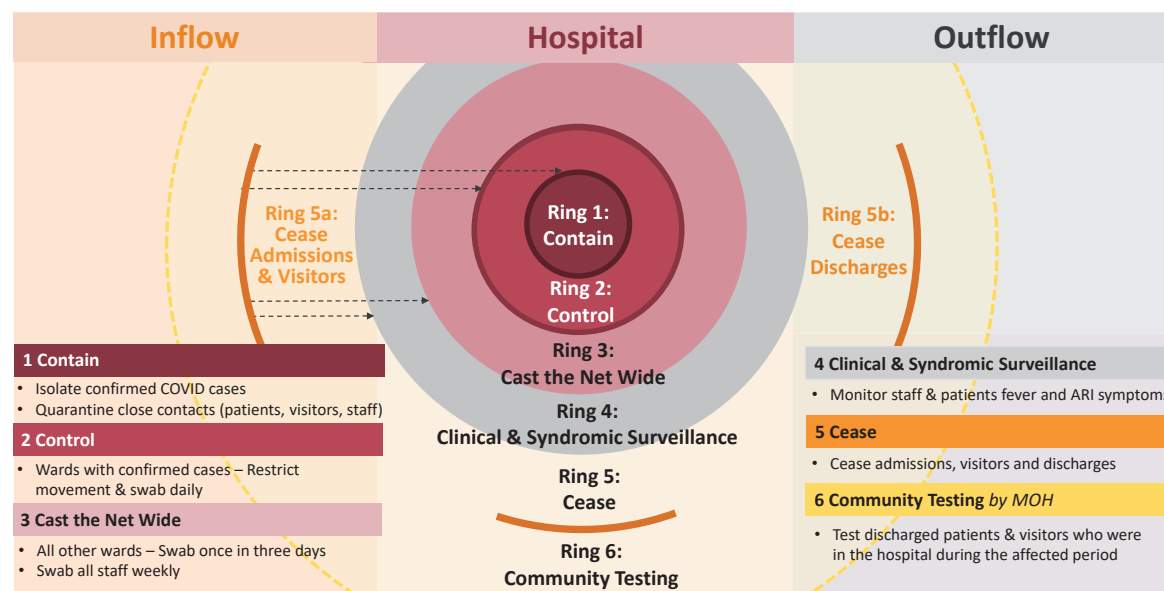 Inflow
Hospital
Outflow
Ring 5a:
Cease
Admissions
& Visitors
Ring 1:
Contain
Ring 2:
Control
Ring 3:
Cast the Net Wide
Ring 4:
Clinical & Syndromic Surveillance
Ring 5:
Cease
Ring 6:
Community Testing
Ring 5b:
Cease
Discharges
1 Contain
• Isolate confirmed COVID cases
• Quarantine close contacts (patients, visitors, staff)
2 Control
• Wards with confirmed cases – Restrict
movement & swab daily
3 Cast the Net Wide
• All other wards – Swab once in three days
• Swab all staff weekly
4 Clinical & Syndromic Surveillance
• Monitor staff & patients fever and ARI symptoms
5 Cease
• Cease admissions, visitors and discharges
6 Community Testing by MOH
• Test discharged patients & visitors who were
in the hospital during the affected period